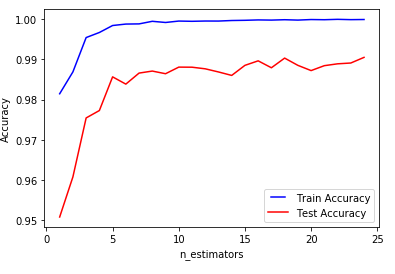 1.00
0.99
0.98
0.97
0.96
0.95
Accuracy
0 5 10 15 20 25
n_estimators
Train Accuracy
Test Accuracy